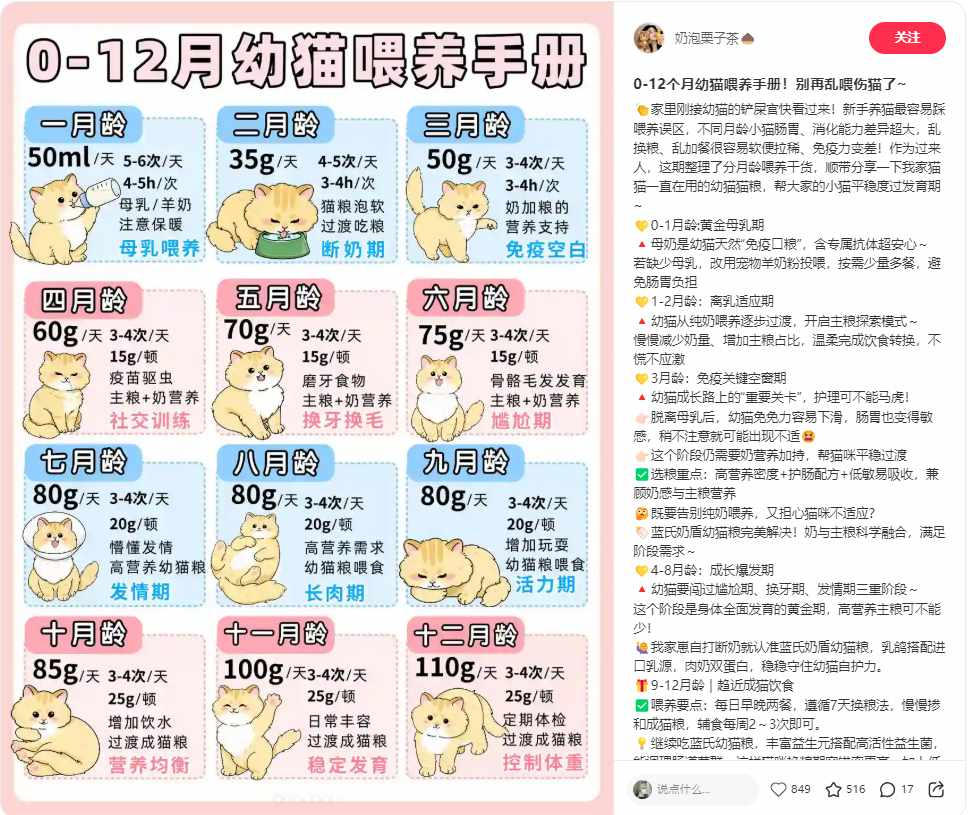 0-12月幼猫喂养手册
一月龄
50ml/天 5-6次/天
4-5h/次
母乳/羊奶
注意保暖
母乳喂养
二月龄
35g/天 4-5次/天
3-4h/次
猫粮泡软
过渡吃粮
断奶期
三月龄
50g/天 3-4次/天
3-4h/次
奶加粮的
营养支持
免疫空白
四月龄
60g/天 3-4次/天
15g/顿
疫苗驱虫
主粮+奶营养
社交训练
五月龄
70g/天 3-4次/天
15g/顿
磨牙食物
主粮+奶营养
换牙换毛
六月龄
75g/天 3-4次/天
15g/顿
骨骼毛发发育
主粮+奶营养
尴尬期
七月龄
80g/天 3-4次/天
20g/顿
懵懂发情
高营养幼猫粮
发情期
八月龄
80g/天 3-4次/天
20g/顿
高营养需求
幼猫粮喂食
长肉期
九月龄
80g/天 3-4次/天
20g/顿
增加玩耍
幼猫粮喂食
活力期
十月龄
85g/天 3-4次/天
25g/顿
增加饮水
过渡成猫粮
营养均衡
十一月龄
100g/天 3-4次/天
25g/顿
日常丰容
过渡成猫粮
稳定发育
十二月龄
110g/天 3-4次/天
25g/顿
定期体检
过渡成猫粮
控制体重
奶泡栗子茶🌰
关注
0-12个月幼猫喂养手册！别再乱喂伤猫了~
👏家里刚接幼猫的铲屎官快看过来！新手养猫最容易踩
喂养误区，不同月龄小猫肠胃、消化能力差异超大，乱
换粮、乱加餐很容易软便拉稀、免疫力变差！作为过来
人，这期整理了分月龄喂养干货，顺带分享一下我家猫
猫一直在用的幼猫猫粮，帮大家的小猫平稳度过发育期
~
💛0-1月龄:黄金母乳期
🔺母奶是幼猫天然“免疫口粮”，含专属抗体超安心～
若缺少母乳，改用宠物羊奶粉投喂，按需少量多餐，避
免肠胃负担
💛1-2月龄：离乳适应期
🔺幼猫从纯奶喂养逐步过渡，开启主粮探索模式～
慢慢减少奶量、增加主粮占比，温柔完成饮食转换，不
慌不应激
💛3月龄：免疫关键空窗期
🔺幼猫成长路上的“重要关卡”，护理可不能马虎！
👉🏻脱离母乳后，幼猫免免力容易下滑，肠胃也变得敏
感，稍不注意就可能出现不适😫
👉🏻这个阶段仍需要奶营养加持，帮猫咪平稳过渡
✅选粮重点：高营养密度+护肠配方+低敏易吸收，兼
顾奶感与主粮营养
🤔既要告别纯奶喂养，又担心猫咪不适应？
🏷️蓝氏奶盾幼猫粮完美解决！奶与主粮科学融合，满足
阶段需求～
💛4-8月龄：成长爆发期
🔺幼猫要闯过尴尬期、换牙期、发情期三重阶段～
这个阶段是身体全面发育的黄金期，高营养主粮可不能
少！
🙋我家崽自打断奶就认准蓝氏奶盾幼猫粮，乳鸽搭配进
口乳源，肉奶双蛋白，稳稳守住幼猫自护力。
🎁9-12月龄 | 趋近成猫饮食
✅喂养要点：每日早晚两餐，遵循7天换粮法，慢慢掺
和成猫粮，辅食每周2～3次即可。
💡继续吃蓝氏幼猫粮，丰富益生元搭配高活性益生菌，
说点什么...
849
516
17